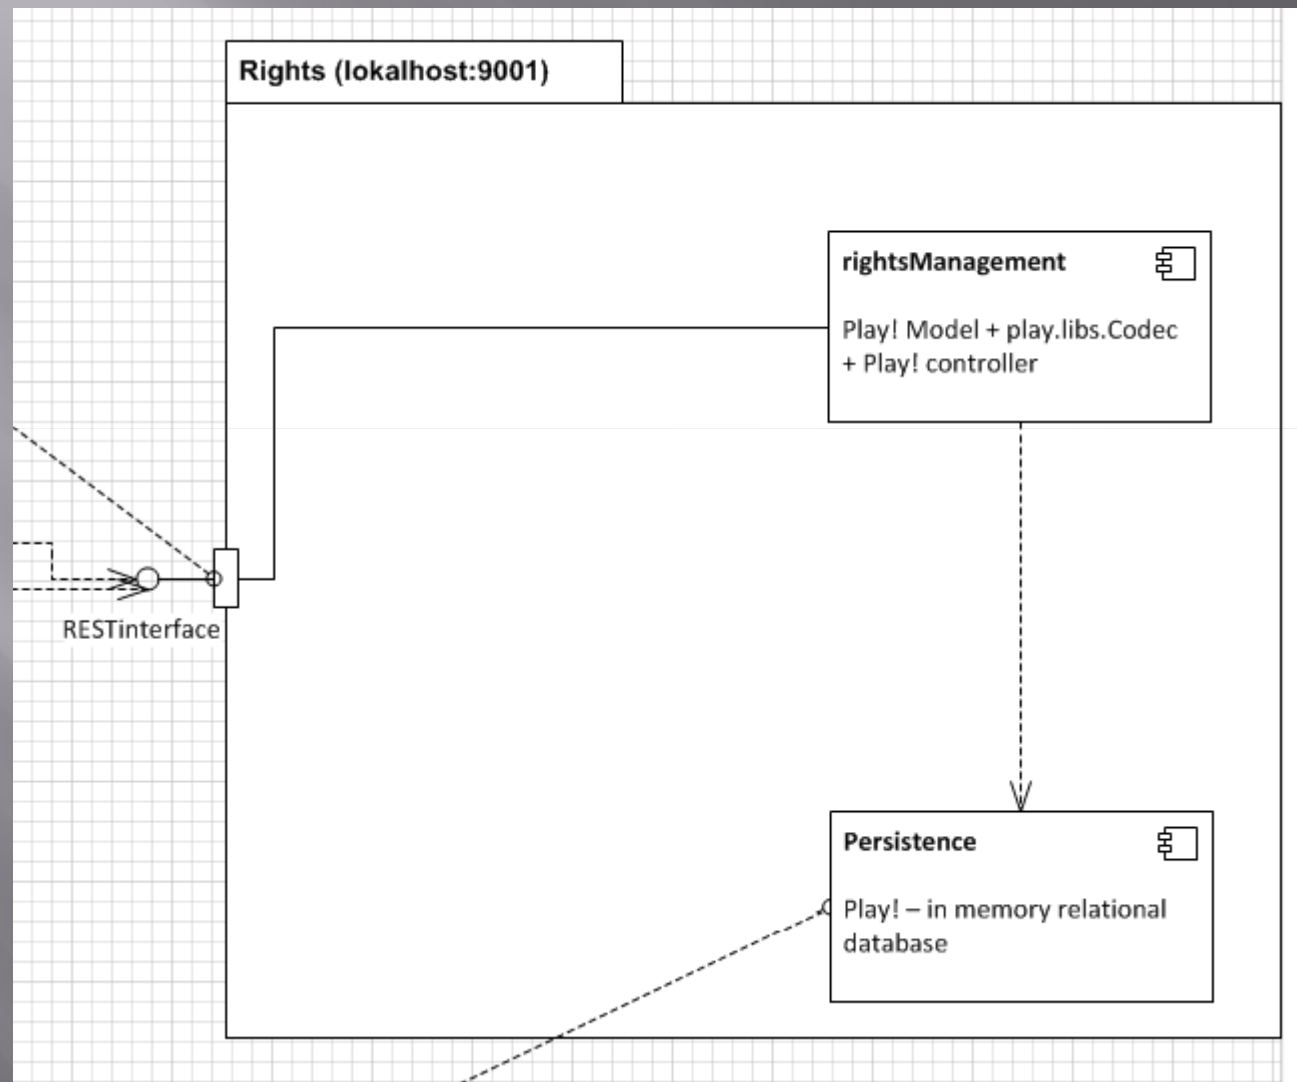 Rights (lokalhost:9001)
rightsManagement
Play! Model + play.libs.Codec
+ Play! controller
RESTinterface
Persistence
Play! – in memory relational
database